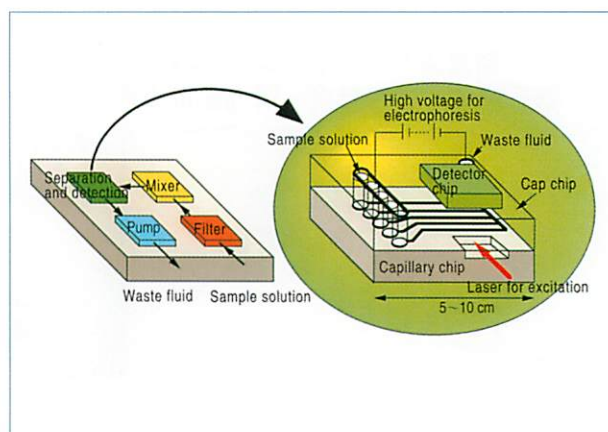 Separation
and detection
Mixer
Pump
Filter
Waste fluid
Sample solution
High voltage for
electrophoresis
Sample solution
Waste fluid
Detector
chip
Cap chip
Capillary chip
Laser for excitation
5~10 cm